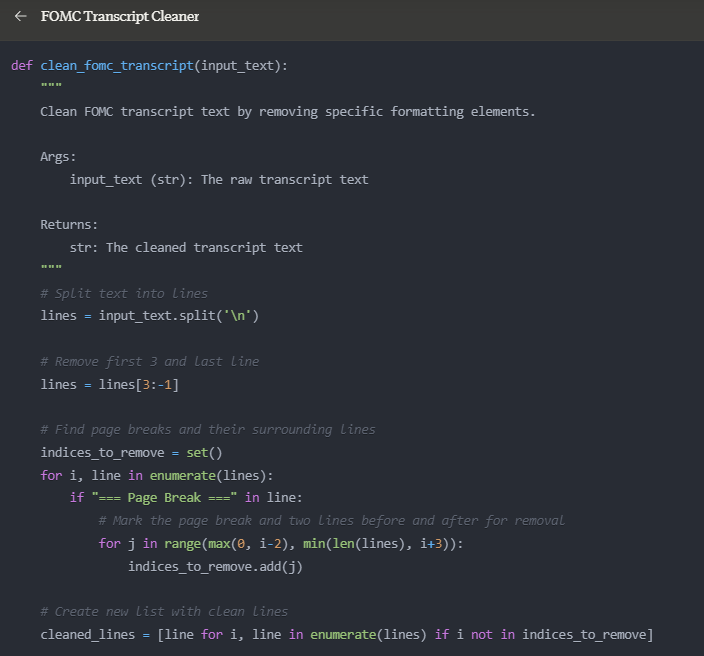 ← FOMC Transcript Cleaner
def clean_fomc_transcript(input_text):
    """
    Clean FOMC transcript text by removing specific formatting elements.

    Args:
        input_text (str): The raw transcript text

    Returns:
        str: The cleaned transcript text
    """
    # Split text into lines
    lines = input_text.split('\n')

    # Remove first 3 and last line
    lines = lines[3:-1]

    # Find page breaks and their surrounding lines
    indices_to_remove = set()
    for i, line in enumerate(lines):
        if "=== Page Break ===" in line:
            # Mark the page break and two lines before and after for removal
            for j in range(max(0, i-2), min(len(lines), i+3)):
                indices_to_remove.add(j)

    # Create new list with clean lines
    cleaned_lines = [line for i, line in enumerate(lines) if i not in indices_to_remove]